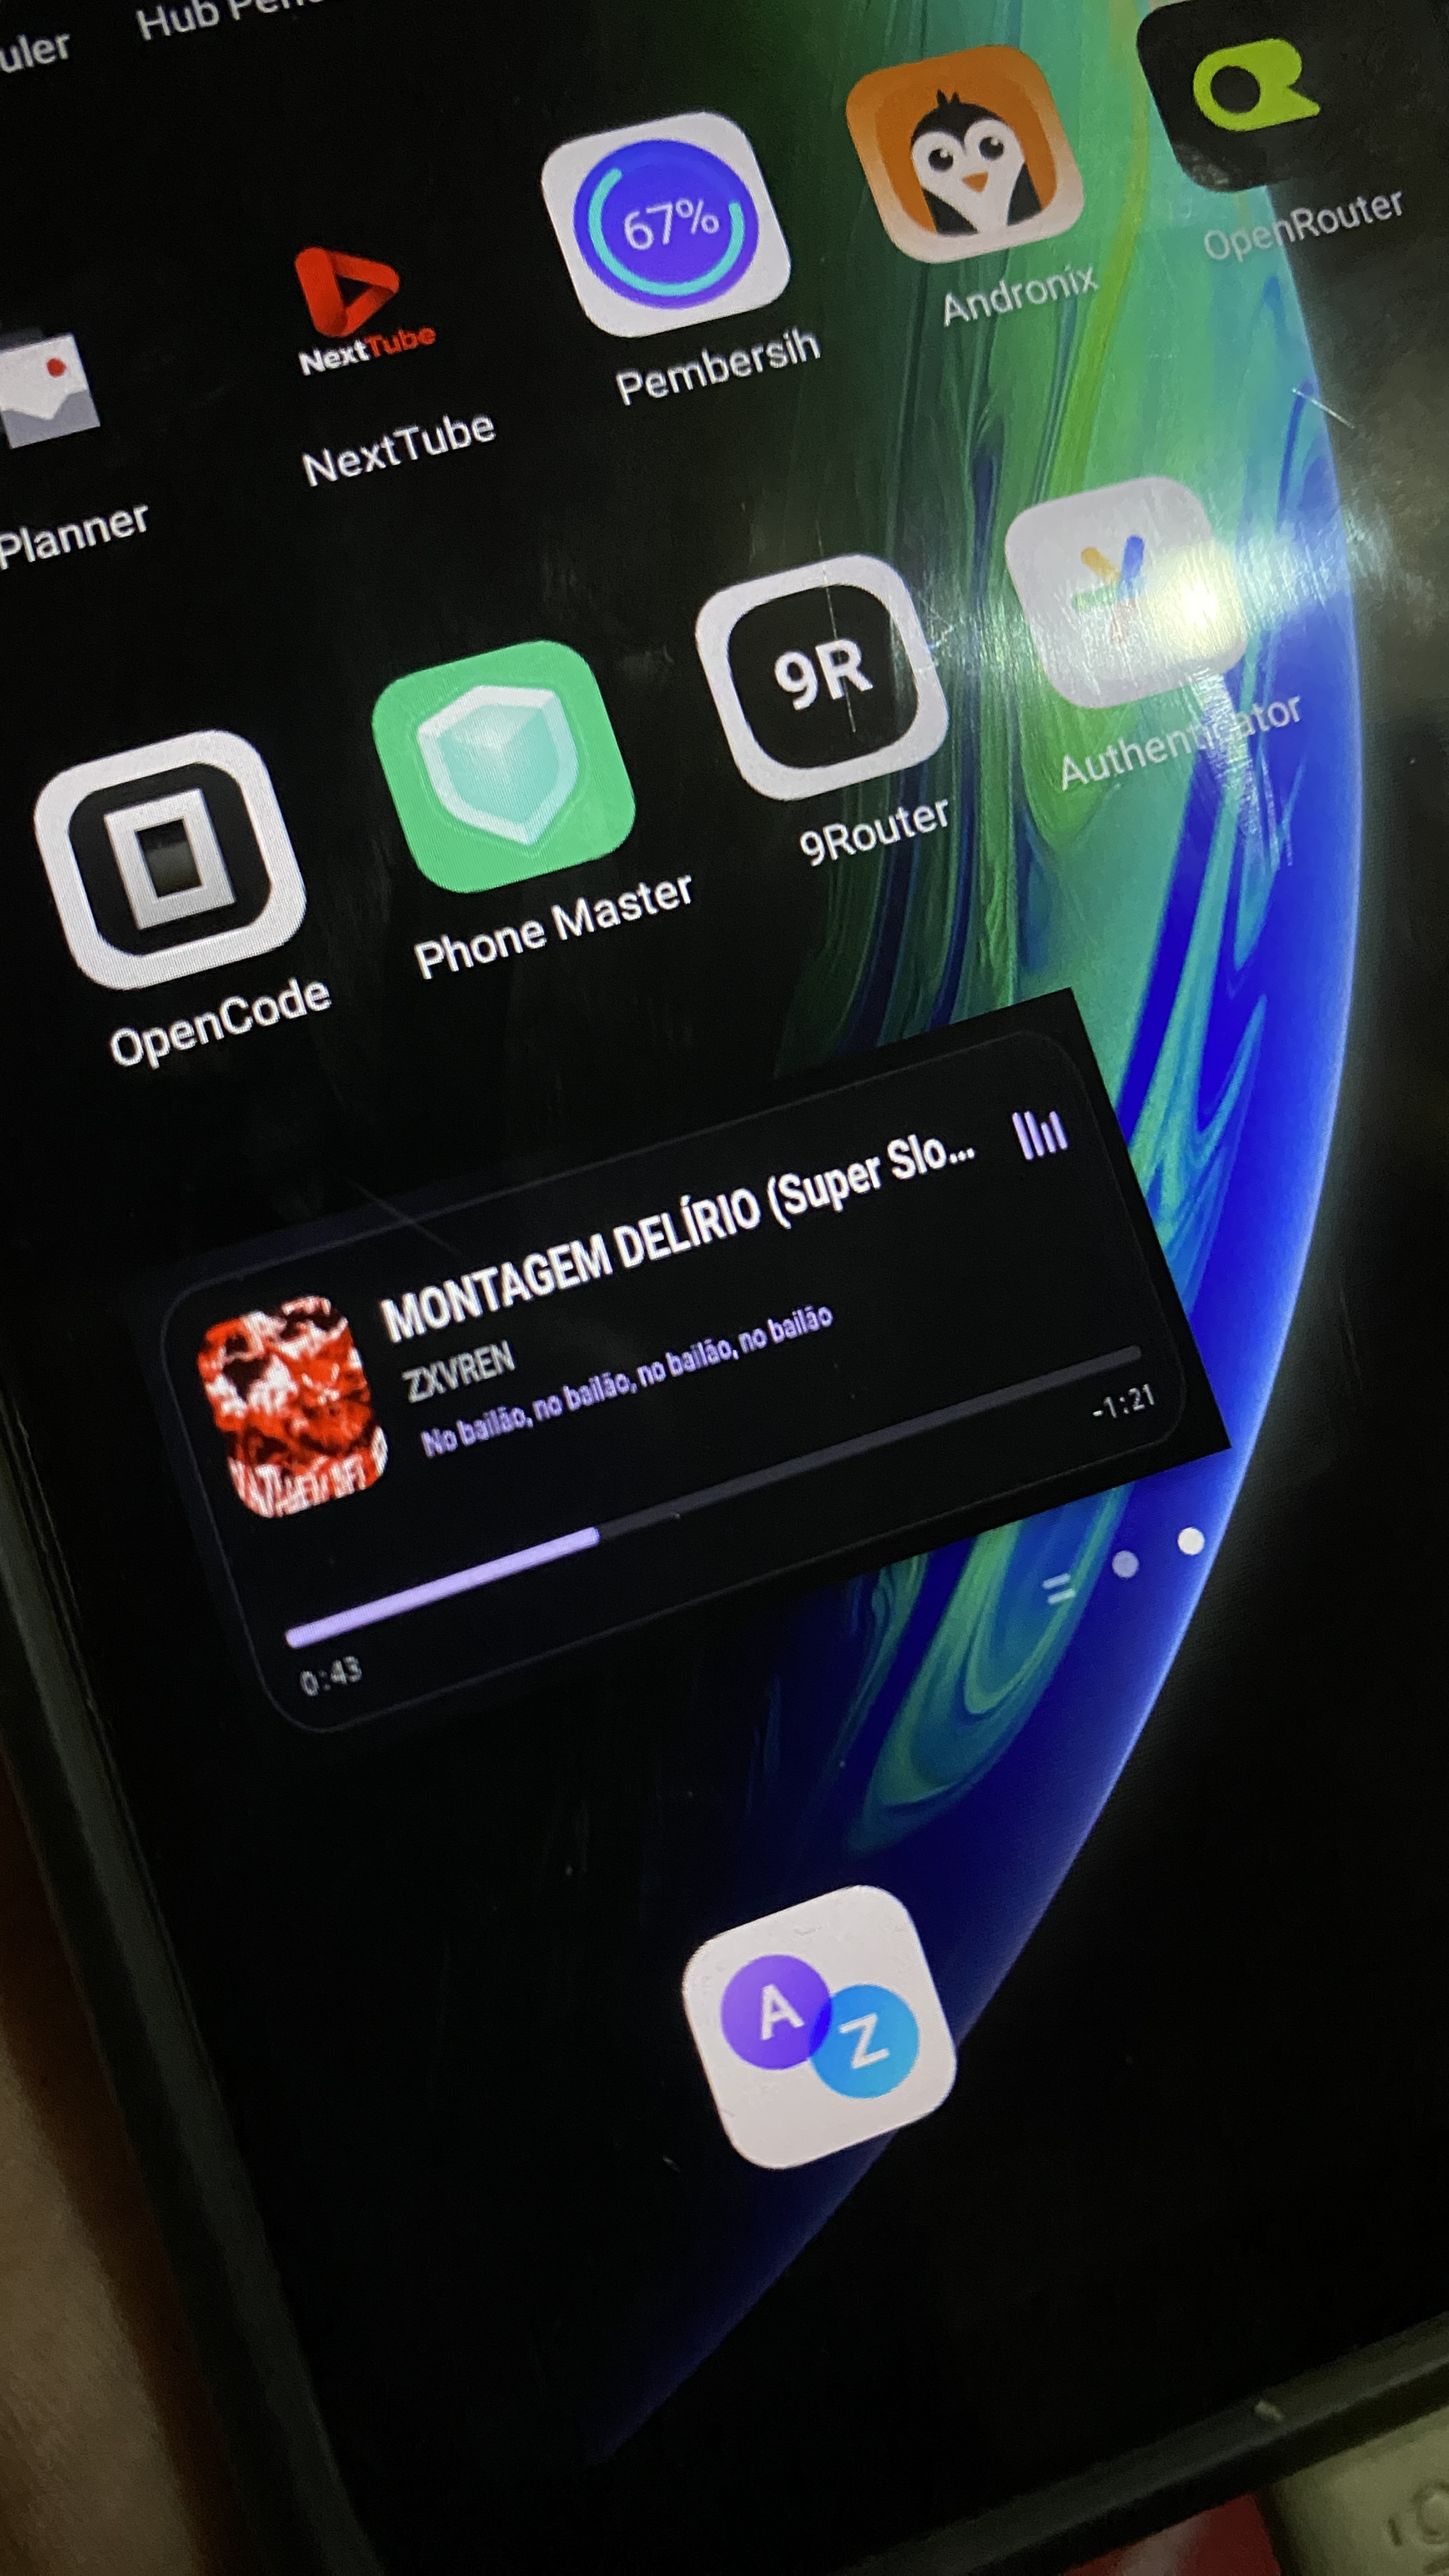 Hub
NextTube
67%
Planner
NextTube
Pembersih
Andronix
OpenRouter
9R
OpenCode
Phone Master
9Router
Authenticator
MONTAGEM DELÍRIO (Super Slo...
ZXVREN
No bailão, no bailão, no bailão, no bailão
0:43
-1:21
A
Z